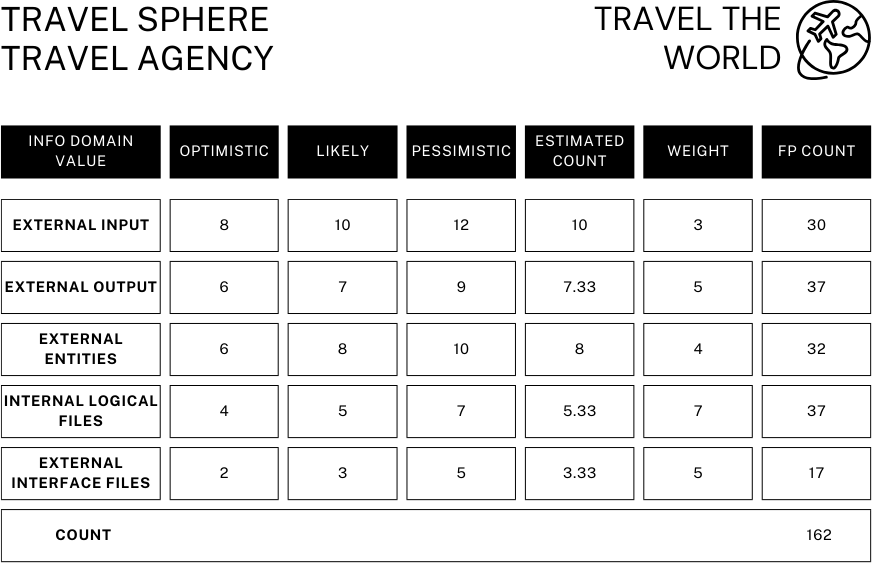 TRAVEL SPHERE
TRAVEL AGENCY
TRAVEL THE
WORLD
INFO DOMAIN
VALUE
OPTIMISTIC
LIKELY
PESSIMISTIC
ESTIMATED
COUNT
WEIGHT
FP COUNT
EXTERNAL INPUT 8 10 12 10 3 30
EXTERNAL OUTPUT 6 7 9 7.33 5 37
EXTERNAL
ENTITIES 6 8 10 8 4 32
INTERNAL LOGICAL
FILES 4 5 7 5.33 7 37
EXTERNAL
INTERFACE FILES 2 3 5 3.33 5 17
COUNT 162